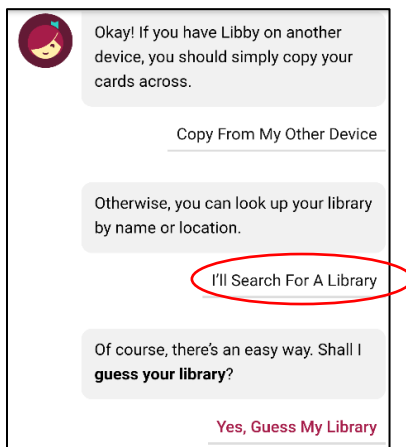 Okay! If you have Libby on another
device, you should simply copy your
cards across.
Copy From My Other Device
Otherwise, you can look up your library
by name or location.
I'll Search For A Library
Of course, there's an easy way. Shall I
guess your library?
Yes, Guess My Library